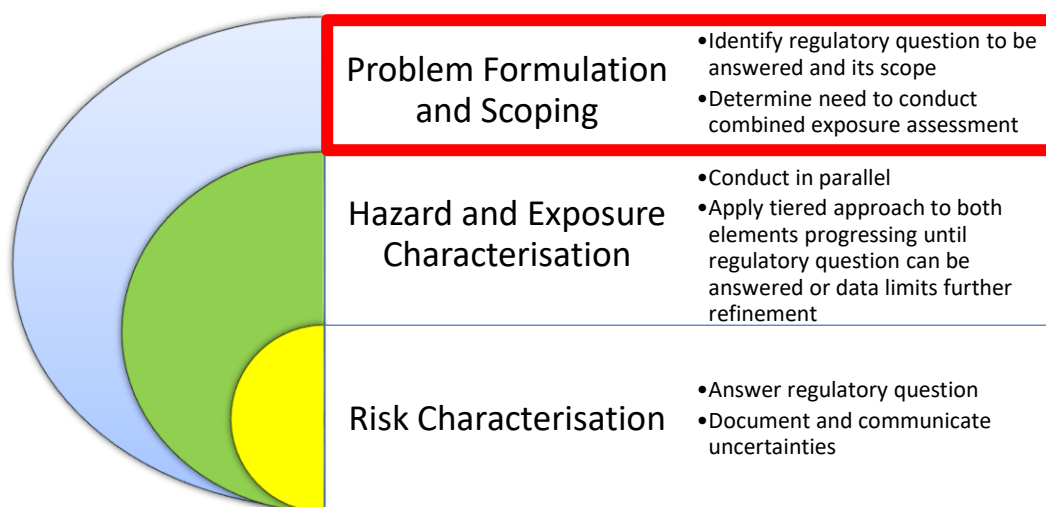 Problem Formulation
and Scoping
•Identify regulatory question to be
answered and its scope
•Determine need to conduct
combined exposure assessment
Hazard and Exposure
Characterisation
•Conduct in parallel
•Apply tiered approach to both
elements progressing until
regulatory question can be
answered or data limits further
refinement
Risk Characterisation
•Answer regulatory question
•Document and communicate
uncertainties